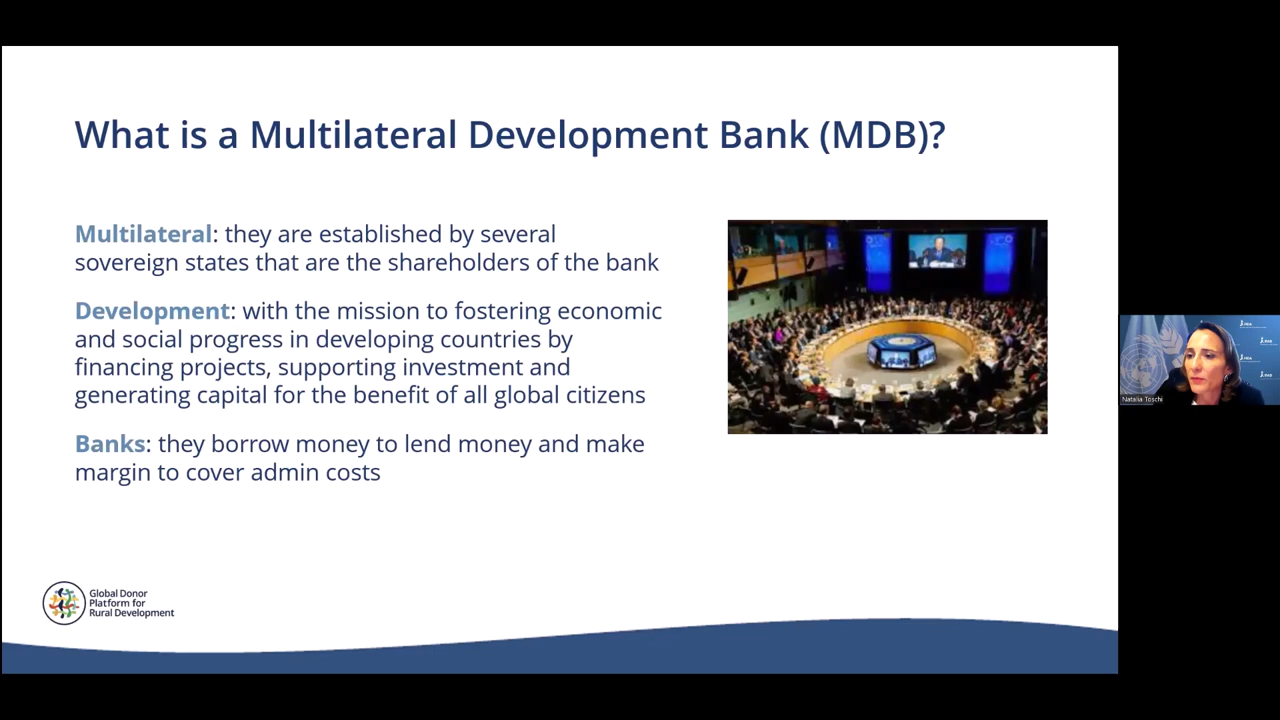 What is a Multilateral Development Bank (MDB)?
Multilateral: they are established by several
sovereign states that are the shareholders of the bank
Development: with the mission to fostering economic
and social progress in developing countries by
financing projects, supporting investment and
generating capital for the benefit of all global citizens
Banks: they borrow money to lend money and make
margin to cover admin costs
Global Donor
Platform for
Rural Development
Natalia Toschi